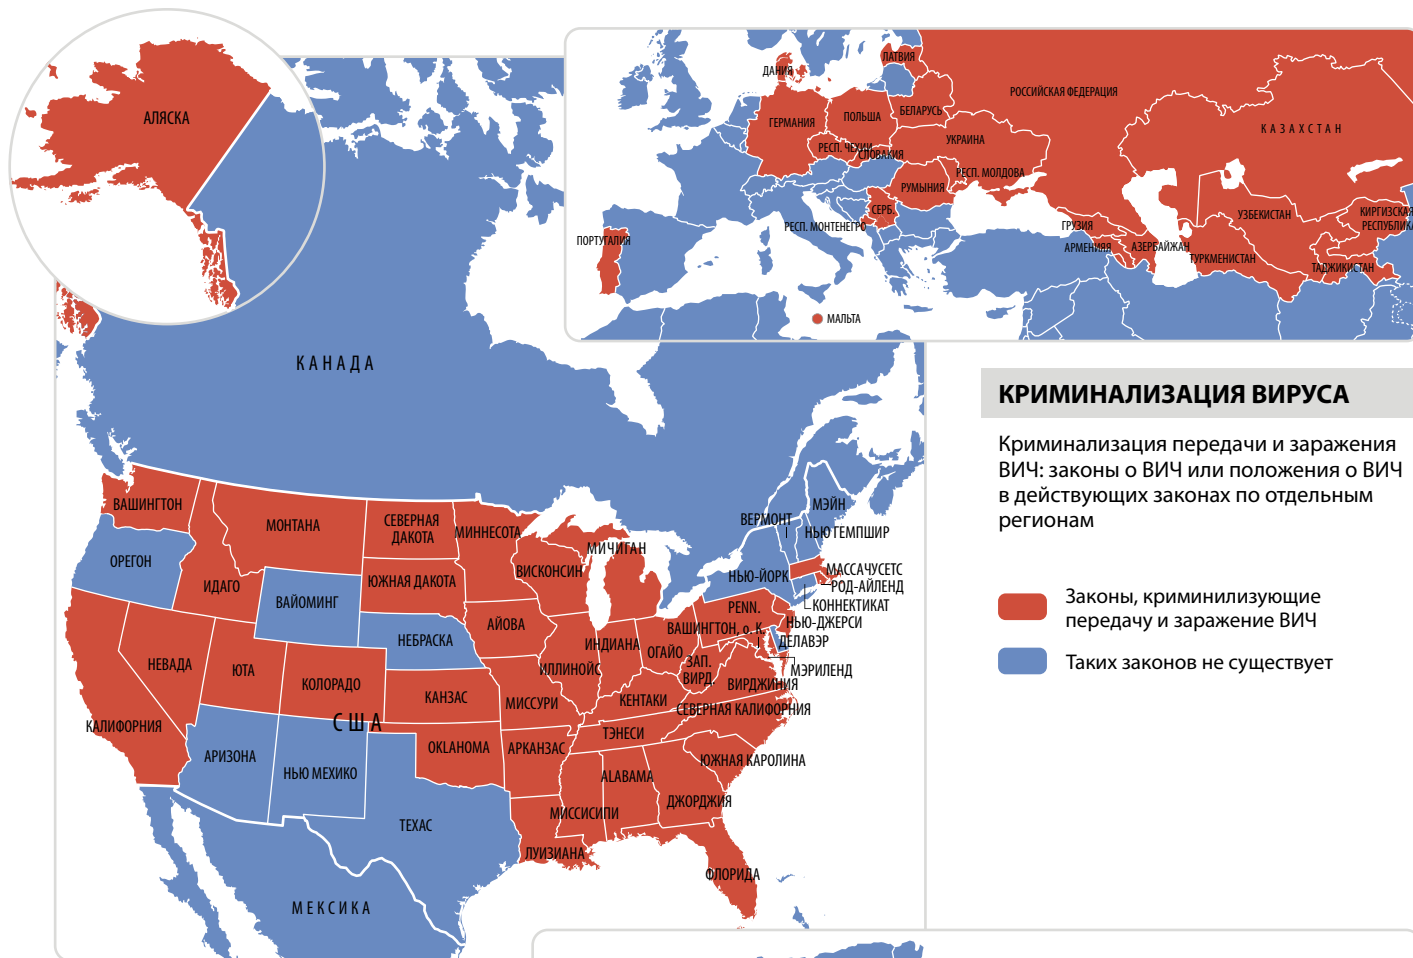 АЛЯСКА
КАНАДА
ВАШИНГТОН
МОНТАНА
СЕВЕРНАЯ
ДАКОТА
МИННЕСОТА
ОРЕГОН
ИДАГО
ВАЙОМИНГ
ЮЖНАЯ ДАКОТА
ВИСКОНСИН
МИЧИГАН
НЕБРАСКА
АЙОВА
НЕВАДА
ЮТА
КОЛОРАДО
КАНЗАС
МИССУРИ
ИЛЛИНОЙС
ИНДИАНА
ОГАЙО
КАЛИФОРНИЯ
США
АРИЗОНА
НЬЮ МЕХИКО
OKLAHOMA
АРКАНЗАС
ТЕХАС
ЛУИЗИАНА
МИССИСИПИ
ALABAMA
ДЖОРДЖИЯ
ФЛОРИДА
ТЭНЕСИ
КЕНТАКИ
ЗАП.
ВИРД.
ВИРДЖИНИЯ
СЕВЕРНАЯ КАЛИФОРНИЯ
ЮЖНАЯ КАРОЛИНА
PENN.
ВАШИНГТОН, о. К.
НЬЮ-ЙОРК
ВЕРМОНТ
МЭЙН
НЬЮ ГЕМПШИР
МАССАЧУСЕТС
РОД-АЙЛЕНД
КОННЕКТИКАТ
НЬЮ-ДЖЕРСИ
ДЕЛАВЭР
МЭРИЛЕНД
МЕКСИКА
ДАНИЯ
ЛАТВИЯ
РОССИЙСКАЯ ФЕДЕРАЦИЯ
ГЕРМАНИЯ
ПОЛЬША
БЕЛАРУСЬ
КАЗАХСТАН
РЕСП. ЧЕХИИ
СЛОВАКИЯ
УКРАИНА
РЕСП. МОЛДОВА
РУМЫНИЯ
СЕРБ.
РЕСП. МОНТЕНЕГРО
ПОРТУГАЛИЯ
ГРУЗИЯ
АРМЕНИЯЯ
АЗЕРБАЙЖАН
УЗБЕКИСТАН
КИРГИЗСКАЯ
РЕСПУБЛИКА
ТУРКМЕНИСТАН
ТАДЖИКИСТАН
МАЛЬТА
КРИМИНАЛИЗАЦИЯ ВИРУСА
Криминализация передачи и заражения
ВИЧ: законы о ВИЧ или положения о ВИЧ
в действующих законах по отдельным
регионам
Законы, криминилизующие
передачу и заражение ВИЧ
Таких законов не существует